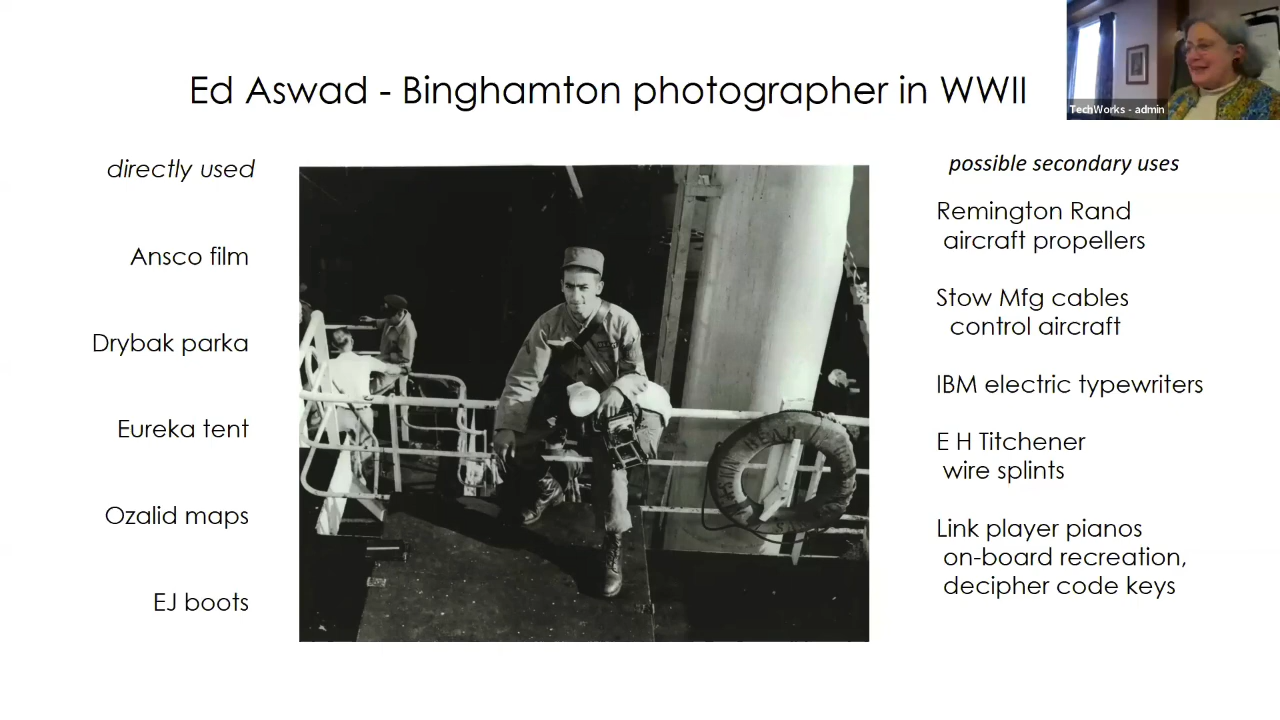 Ed Aswad - Binghamton photographer in WWII
TechWorks - admin
directly used
Ansco film
Drybak parka
Eureka tent
Ozalid maps
EJ boots
possible secondary uses
Remington Rand
aircraft propellers
Stow Mfg cables
control aircraft
IBM electric typewriters
E H Titchener
wire splints
Link player pianos
on-board recreation,
decipher code keys